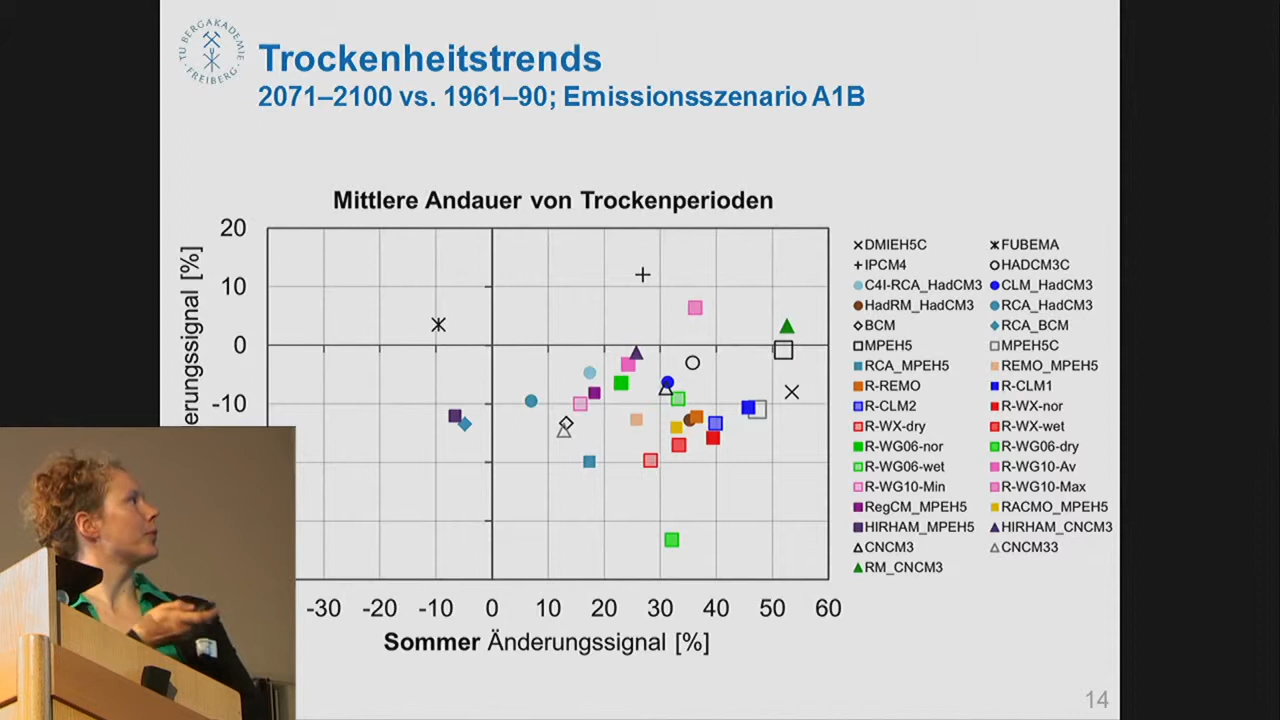 TU BERGAKADEMIE FREIBERG
Trockenheitstrends
2071–2100 vs. 1961–90; Emissionsszenario A1B
Mittlere Andauer von Trockenperioden
20
10
0
-10
erungssignal [%]
-30 -20 -10 0 10 20 30 40 50 60
Sommer Änderungssignal [%]
DMIEH5C FUBEMA
IPCM4 HADCM3C
C4I-RCA_HadCM3 CLM_HadCM3
HadRM_HadCM3 RCA_HadCM3
BCM RCA_BCM
MPEH5 MPEH5C
RCA_MPEH5 REMO_MPEH5
R-REMO R-CLM1
R-CLM2 R-WX-nor
R-WX-dry R-WX-wet
R-WG06-nor R-WG06-dry
R-WG06-wet R-WG10-Av
R-WG10-Min R-WG10-Max
RegCM_MPEH5 RACMO_MPEH5
HIRHAM_MPEH5 HIRHAM_CNCM3
CNCM3 CNCM33
RM_CNCM3
14